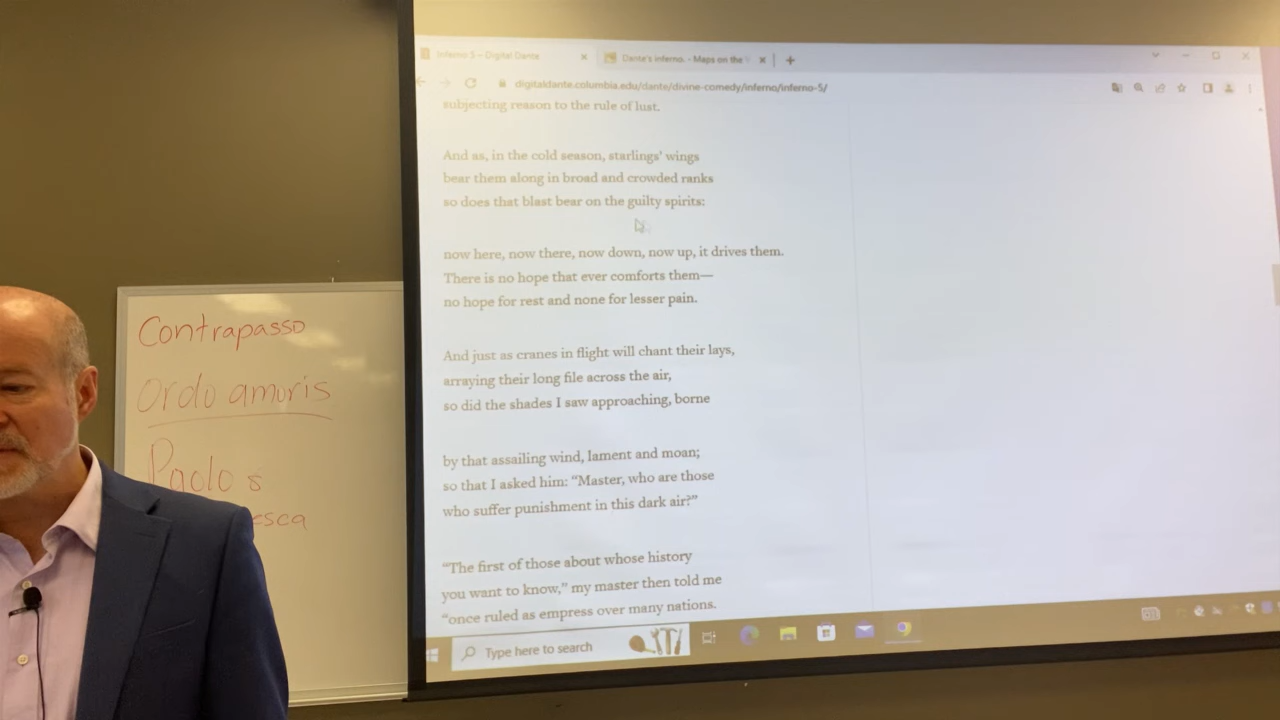 Inferno 5 – Digital Dante
Dante's inferno. - Maps on the
digitaldante.columbia.edu/dante/divine-comedy/inferno/inferno-5/
subjecting reason to the rule of lust.
And as, in the cold season, starlings' wings
bear them along in broad and crowded ranks
so does that blast bear on the guilty spirits:
now here, now there, now down, now up, it drives them.
There is no hope that ever comforts them—
no hope for rest and none for lesser pain.
And just as cranes in flight will chant their lays,
arraying their long file across the air,
so did the shades I saw approaching, borne
by that assailing wind, lament and moan;
so that I asked him: “Master, who are those
who suffer punishment in this dark air?”
“The first of those about whose history
you want to know,” my master then told me
“once ruled as empress over many nations.
Type here to search
Contrapasso
Ordo amoris
Paolo &
esca